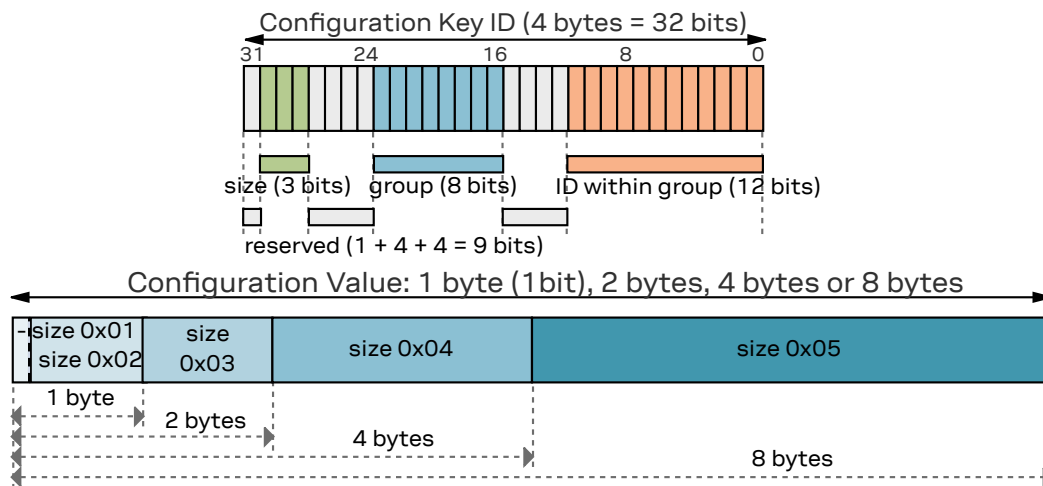 Configuration Key ID (4 bytes = 32 bits)
31 24 16 8 0
size (3 bits) group (8 bits) ID within group (12 bits)
reserved (1 + 4 + 4 = 9 bits)
Configuration Value: 1 byte (1bit), 2 bytes, 4 bytes or 8 bytes
- size 0x01 size size 0x04 size 0x05
size 0x02 0x03
1 byte
2 bytes
4 bytes
8 bytes